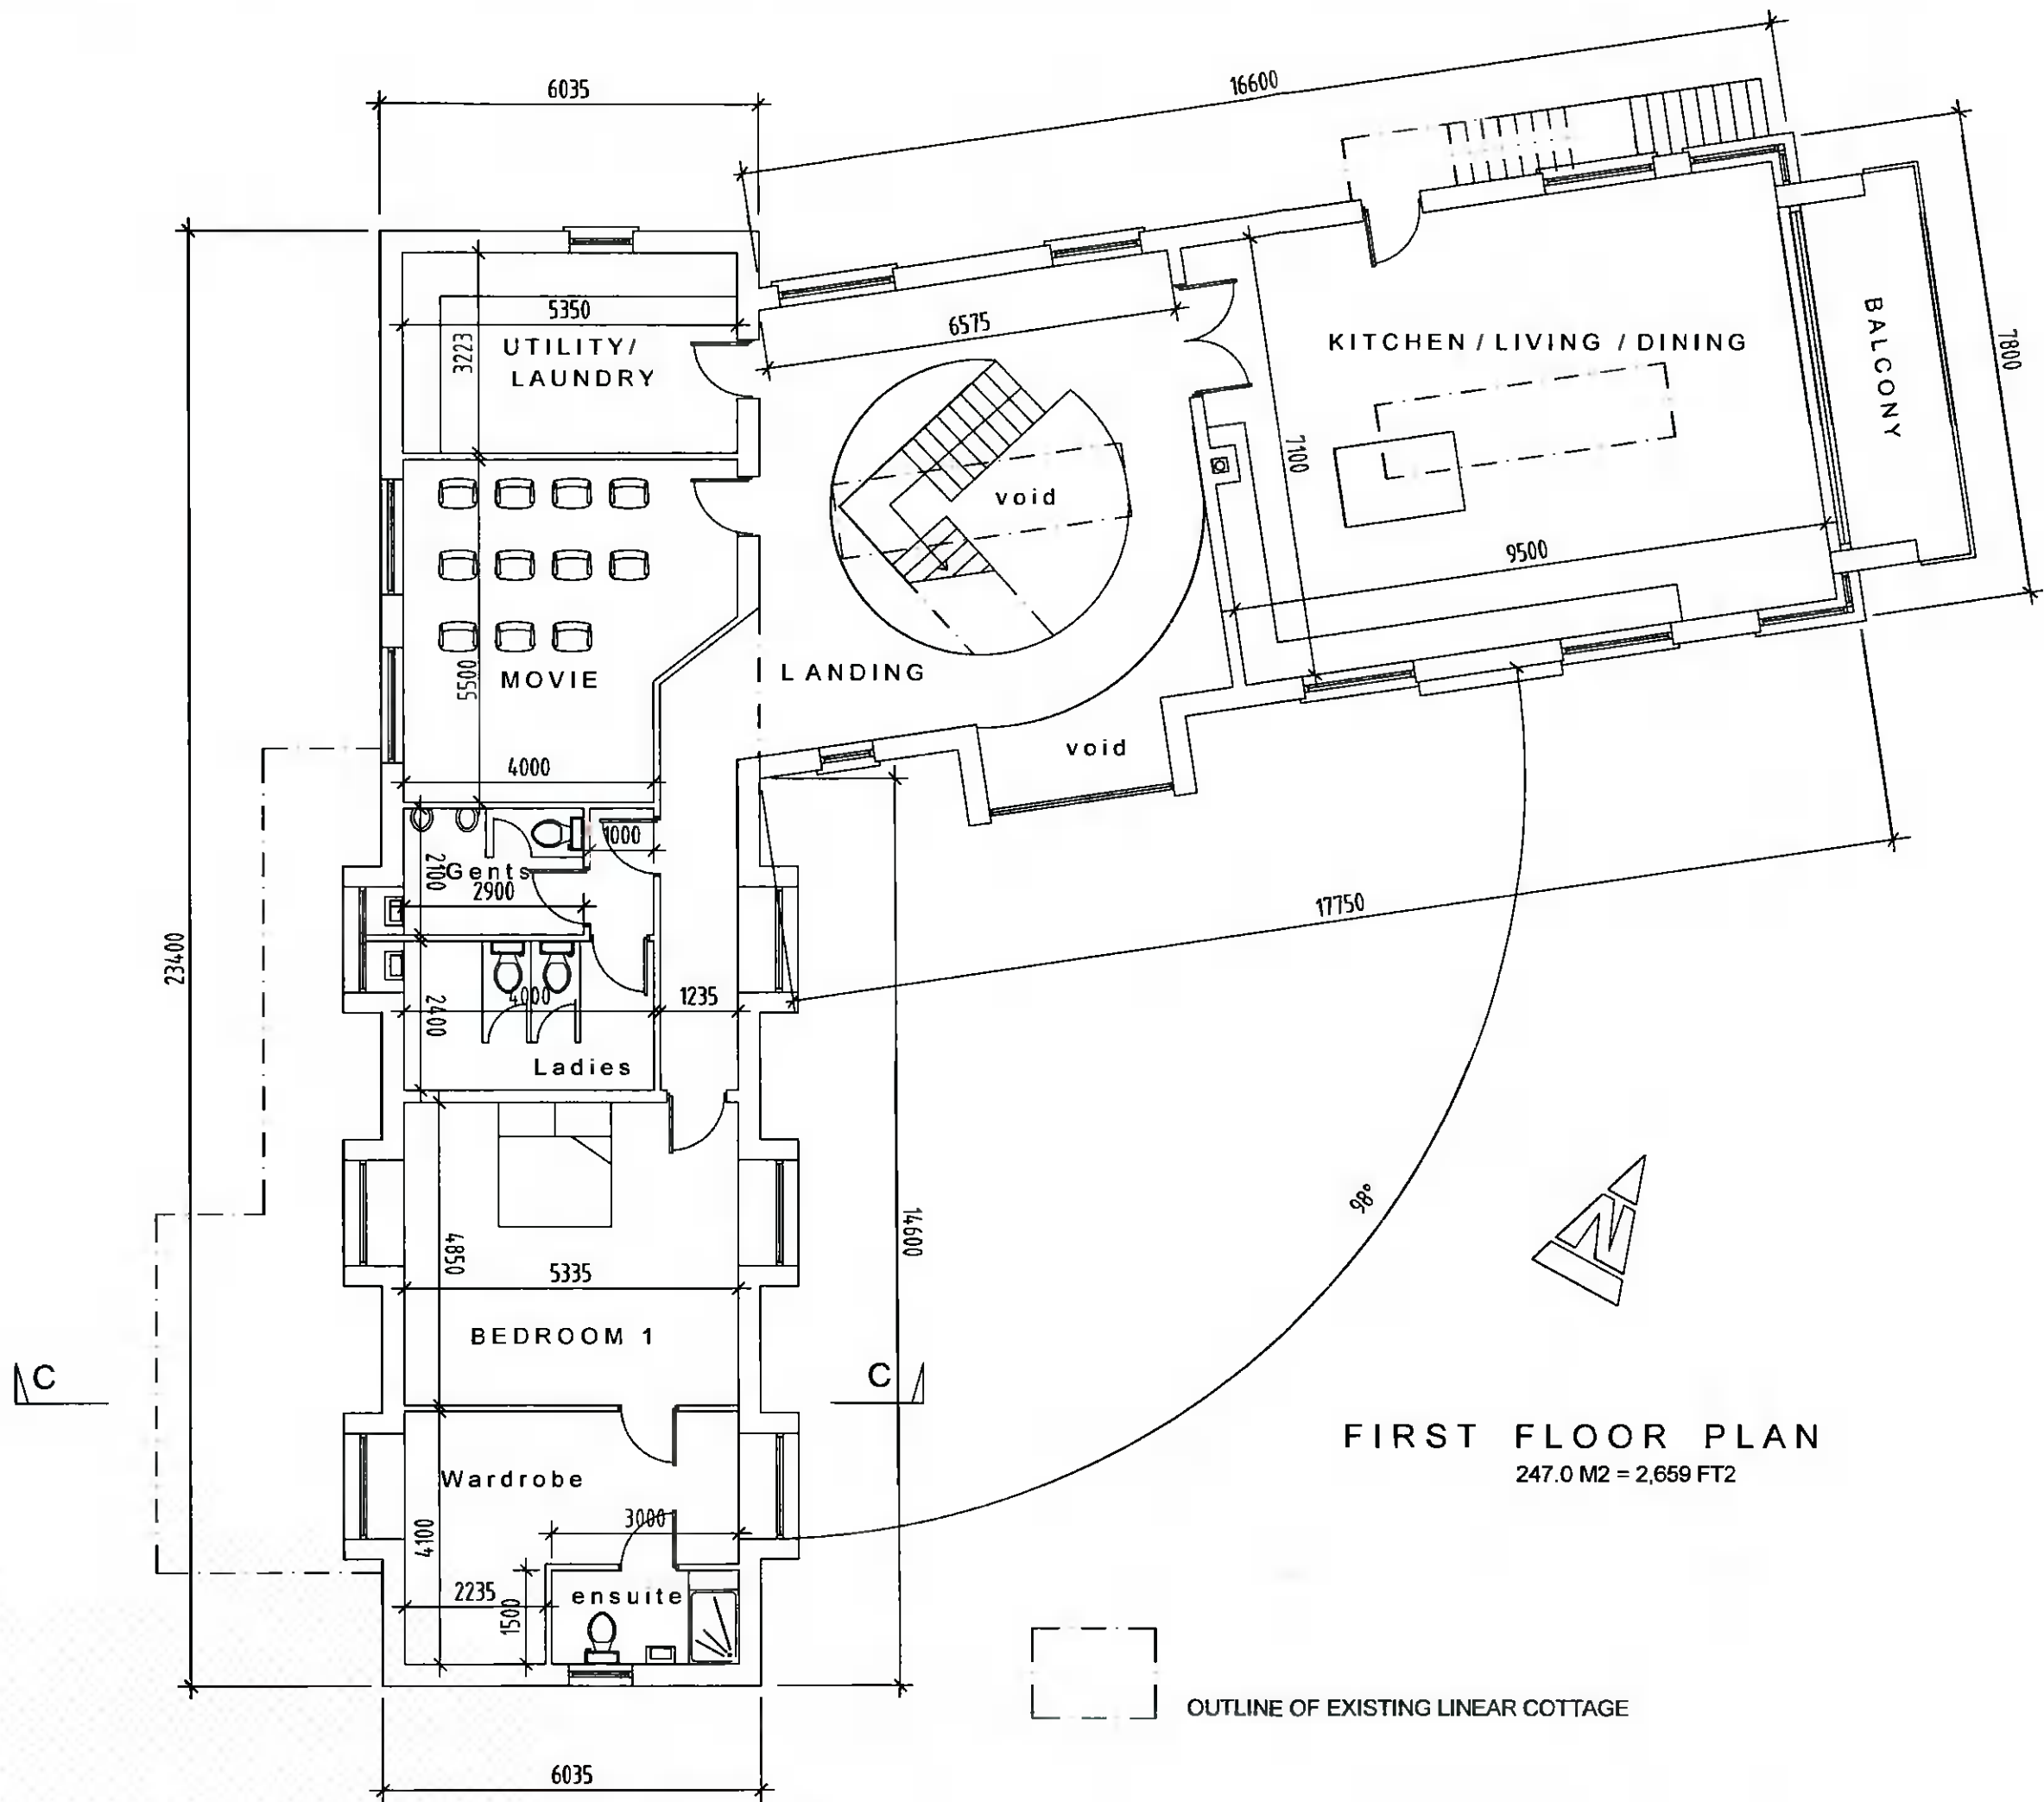 16600
6035
6575
5350
3223
UTILITY/
LAUNDRY
KITCHEN / LIVING / DINING
BALCONY
7800
7100
void
9500
MOVIE
5500
LANDING
4000
void
1000
2100
Gents
2900
17750
23400
4000
1235
2400
Ladies
98°
14600
4850
5335
BEDROOM 1
C
C
FIRST FLOOR PLAN
247.0 M2 = 2,659 FT2
Wardrobe
3000
4100
2235
1500
ensuite
N
OUTLINE OF EXISTING LINEAR COTTAGE
6035